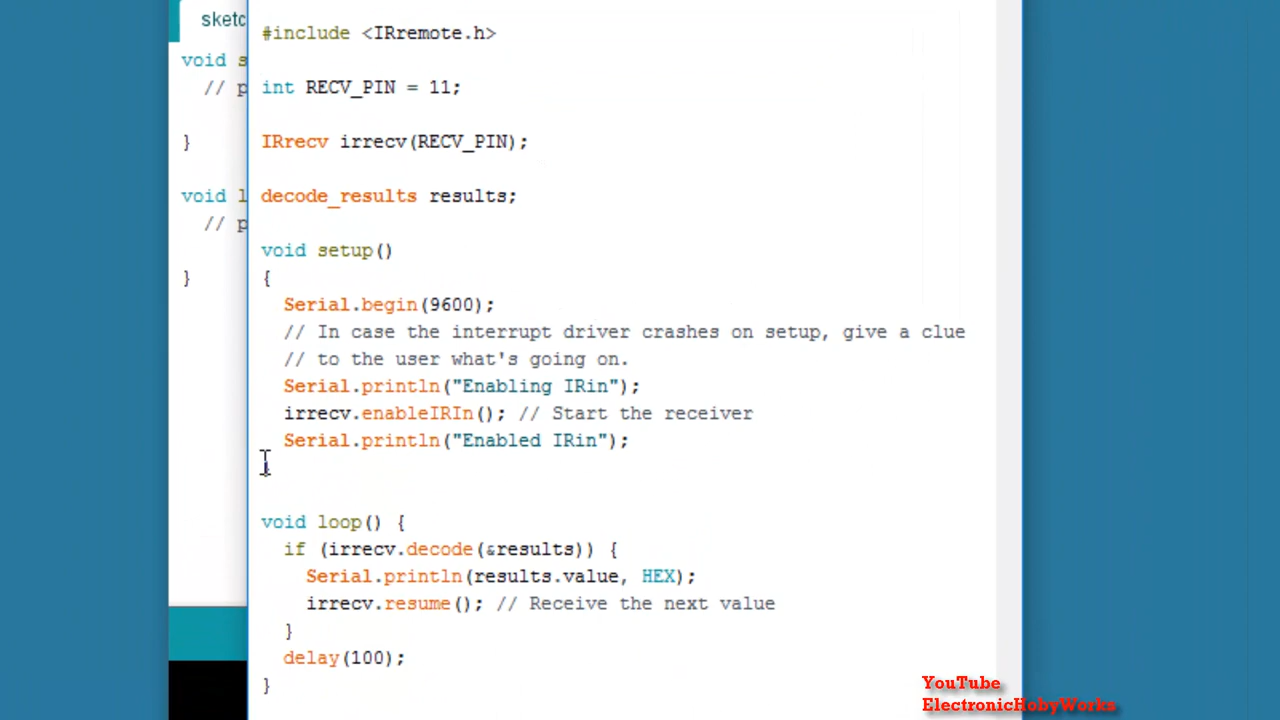 sketc
void s
// p
}
void l
// p
}
#include <IRremote.h>
int RECV_PIN = 11;
IRrecv irrecv(RECV_PIN);
decode_results results;
void setup()
{
Serial.begin(9600);
// In case the interrupt driver crashes on setup, give a clue
// to the user what's going on.
Serial.println("Enabling IRin");
irrecv.enableIRIn(); // Start the receiver
Serial.println("Enabled IRin");
void loop() {
if (irrecv.decode(&results)) {
Serial.println(results.value, HEX);
irrecv.resume(); // Receive the next value
}
delay(100);
}
YouTube
ElectronicHobyWorks